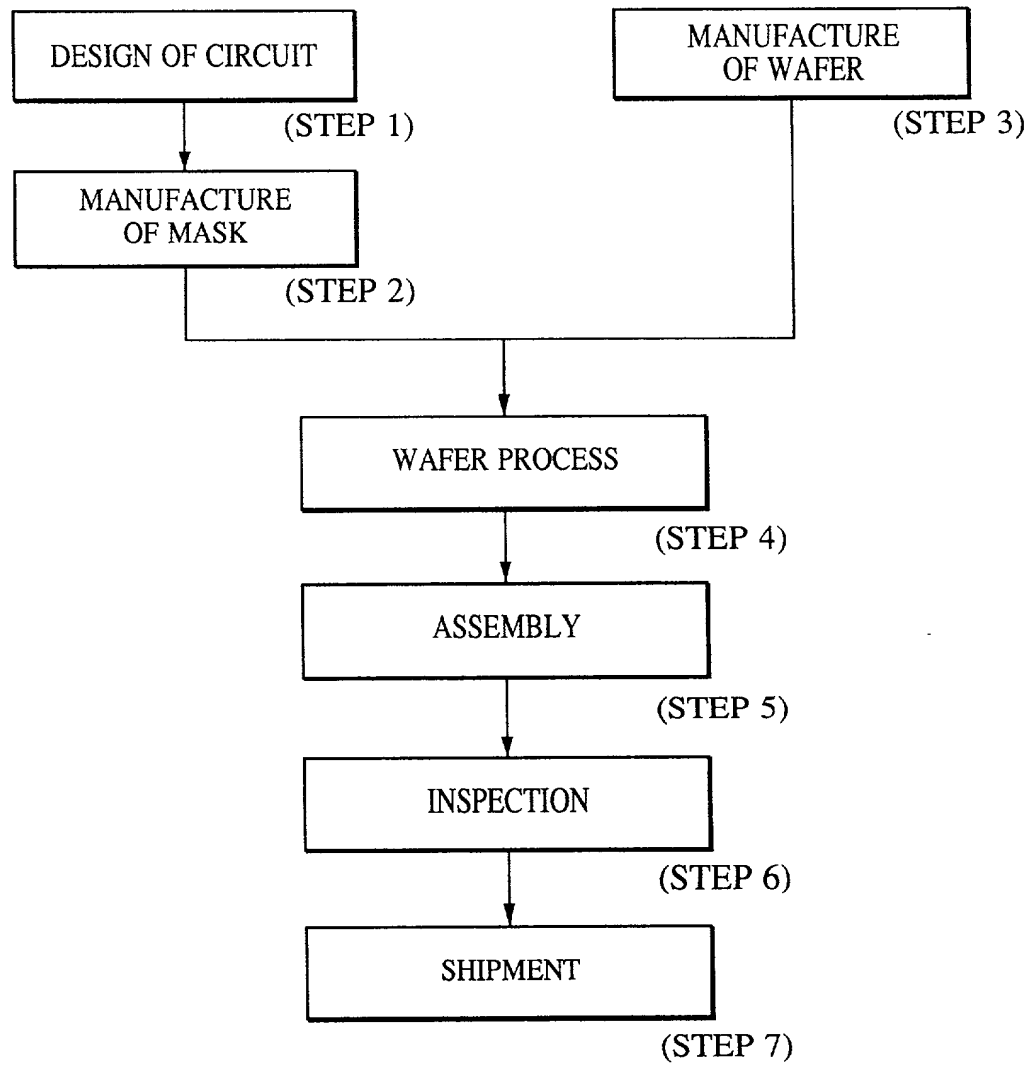 DESIGN OF CIRCUIT
(STEP 1)
MANUFACTURE
OF MASK
(STEP 2)
MANUFACTURE
OF WAFER
(STEP 3)
WAFER PROCESS
(STEP 4)
ASSEMBLY
(STEP 5)
INSPECTION
(STEP 6)
SHIPMENT
(STEP 7)